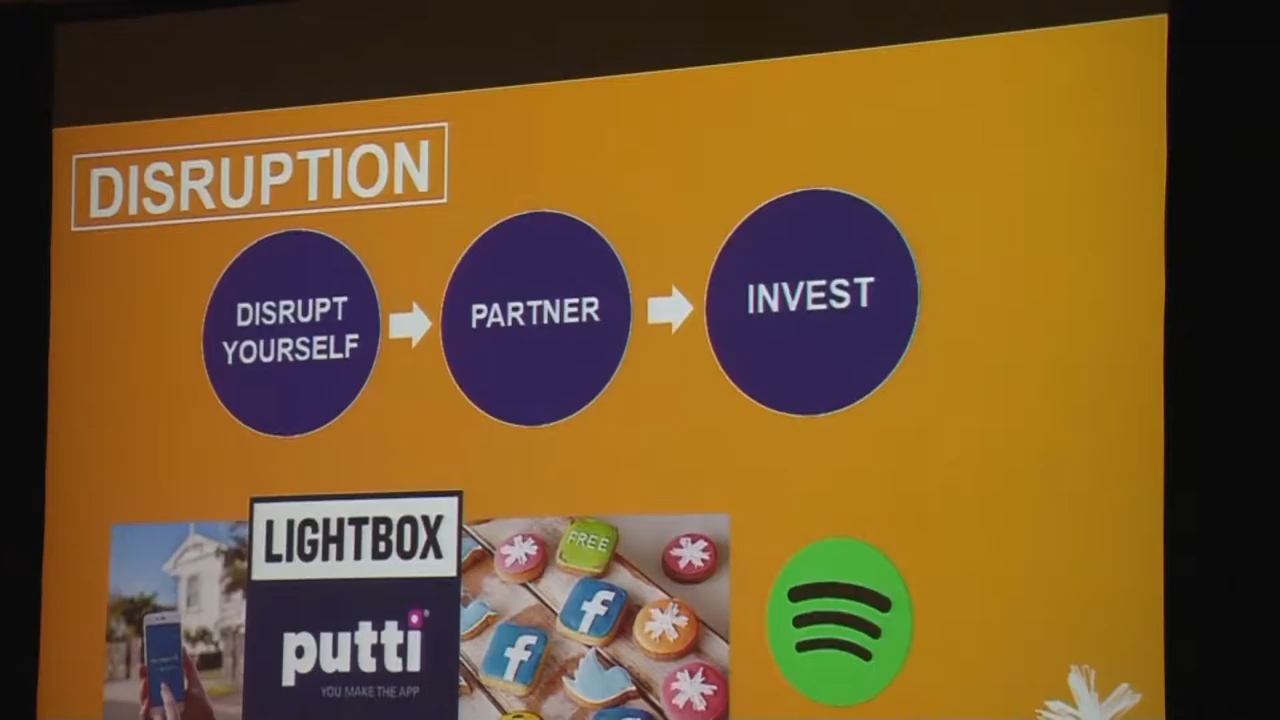 DISRUPTION
DISRUPT
YOURSELF
PARTNER
INVEST
LIGHTBOX
putti
YOU MAKE THE APP
FREE
f
f